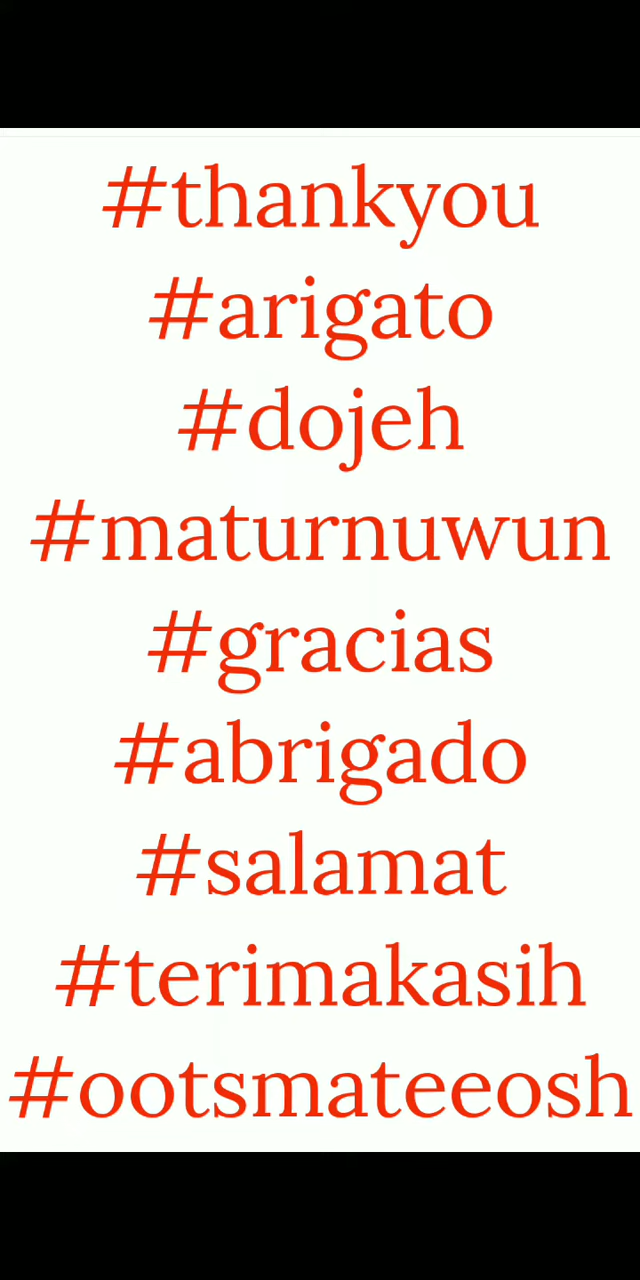 #thankyou
#arigato
#dojeh
#maturnuwun
#gracias
#abrigado
#salamat
#terimakasih
#ootsmateeosh